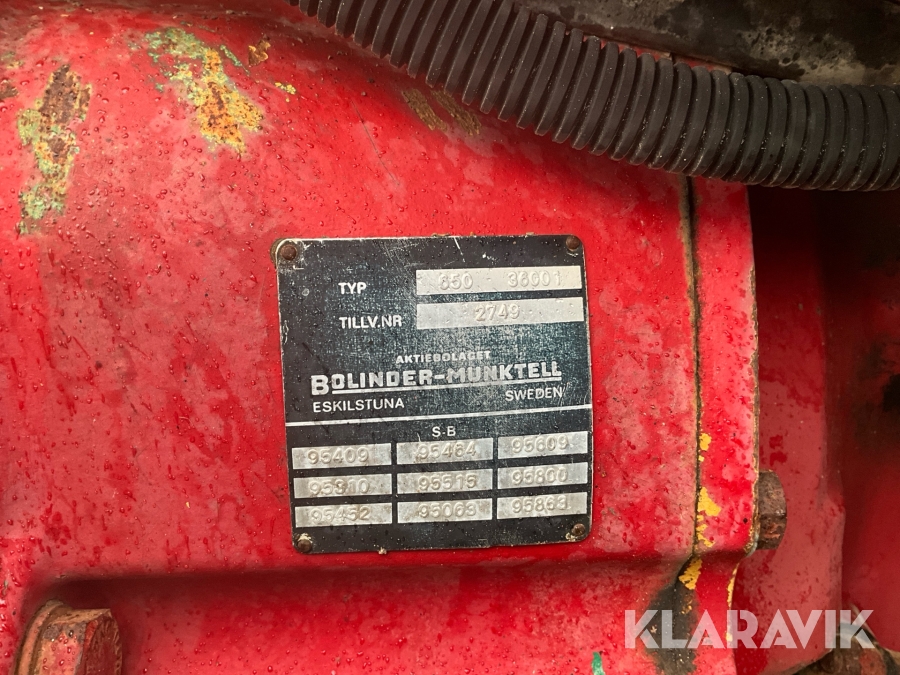 TYP 650 36001
TILLV.NR 2749
AKTIEBOLAGET
BOLINDER-MUNKTELL
ESKILSTUNA SWEDEN
S-B
95409 95464 95609
95310 95515 95800
95452 95063 95863
KLARAVIK